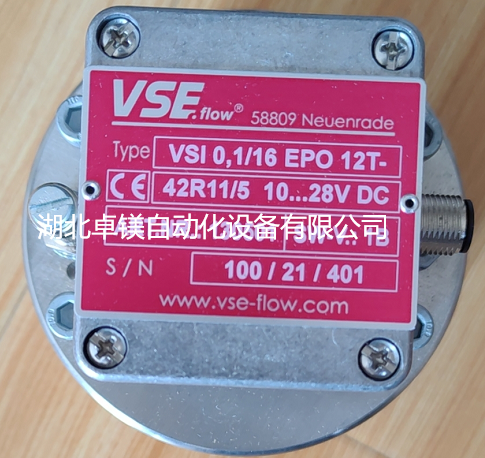 VSE.flow® 58809 Neuenrade
Type VSI 0,1/16 EPO 12T-
CE 42R11/5 10...28V DC
湖北卓镁自动化设备有限公司
TB
S/N 100 / 21 / 401
www.vse-flow.com